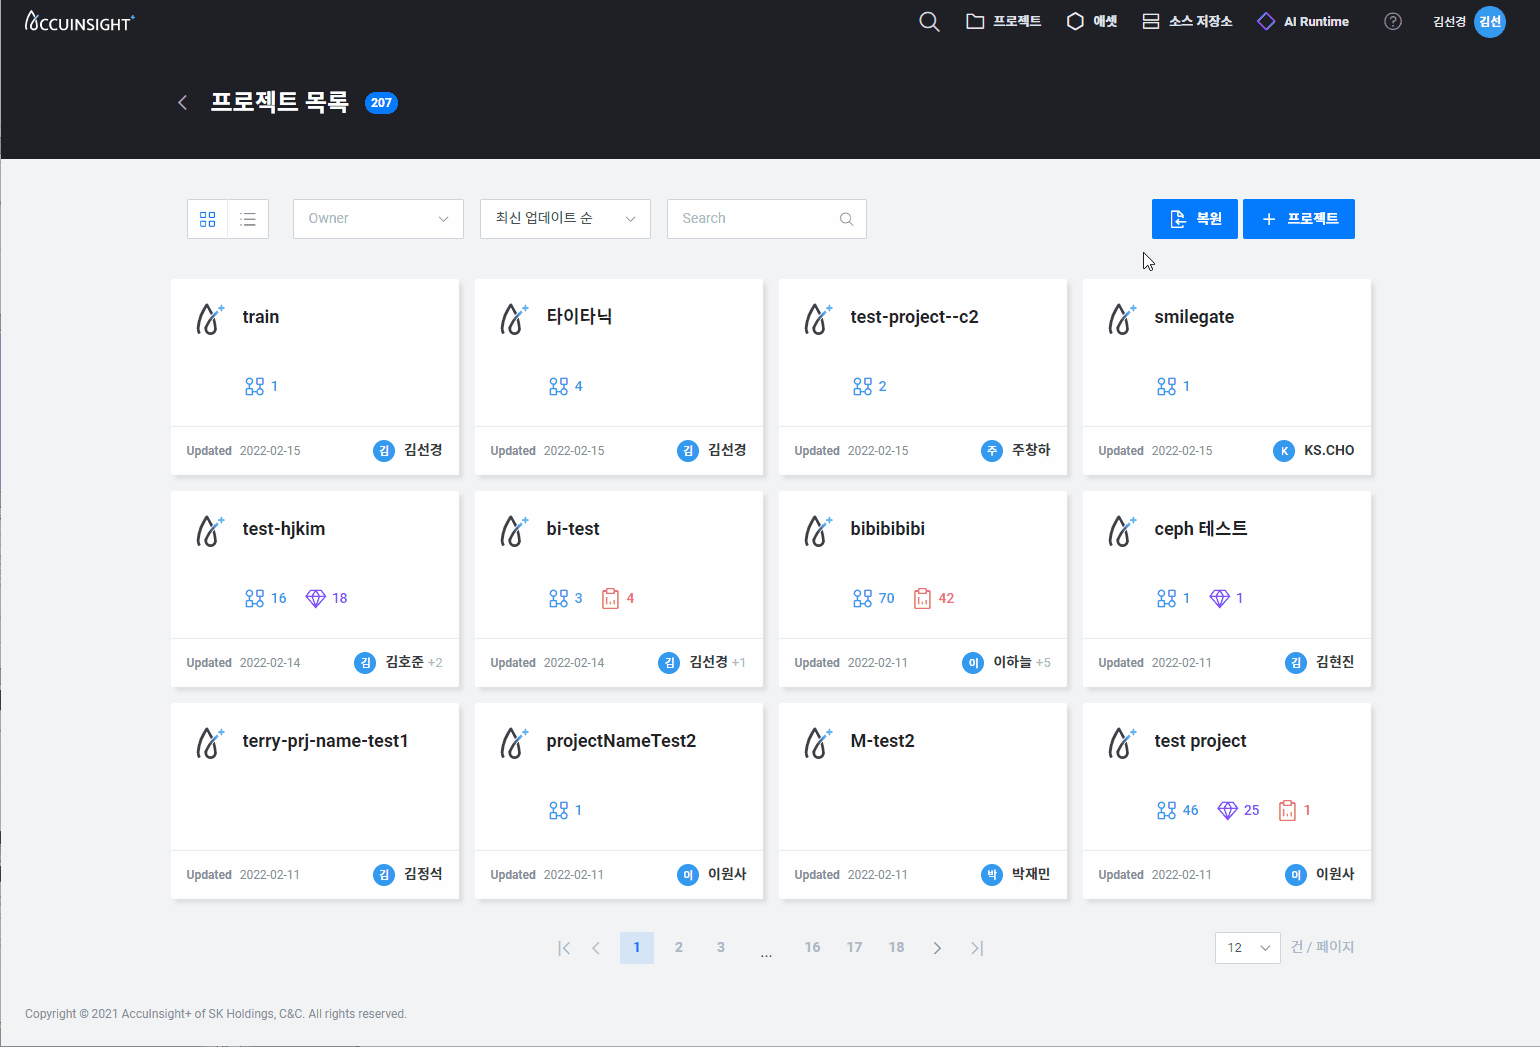 ACCUINSIGHT+
프로젝트
애셋
소스 저장소
AI Runtime
?
김선경
김선
프로젝트 목록 207
Owner
최신 업데이트 순
Search
복원
+ 프로젝트
train
1
Updated 2022-02-15
김 김선경
타이타닉
4
Updated 2022-02-15
김 김선경
test-project--c2
2
Updated 2022-02-15
주 주창하
smilegate
1
Updated 2022-02-15
K KS.CHO
test-hjkim
16 18
Updated 2022-02-14
김 김호준 +2
bi-test
3 4
Updated 2022-02-14
김 김선경 +1
bibibibibi
70 42
Updated 2022-02-11
이 이하늘 +5
ceph 테스트
1 1
Updated 2022-02-11
김 김현진
terry-prj-name-test1
Updated 2022-02-11
김 김정석
projectNameTest2
1
Updated 2022-02-11
이 이원사
M-test2
Updated 2022-02-11
박 박재민
test project
46 25 1
Updated 2022-02-11
이 이원사
1 2 3 ... 16 17 18
12 건 / 페이지
Copyright © 2021 AccuInsight+ of SK Holdings, C&C. All rights reserved.